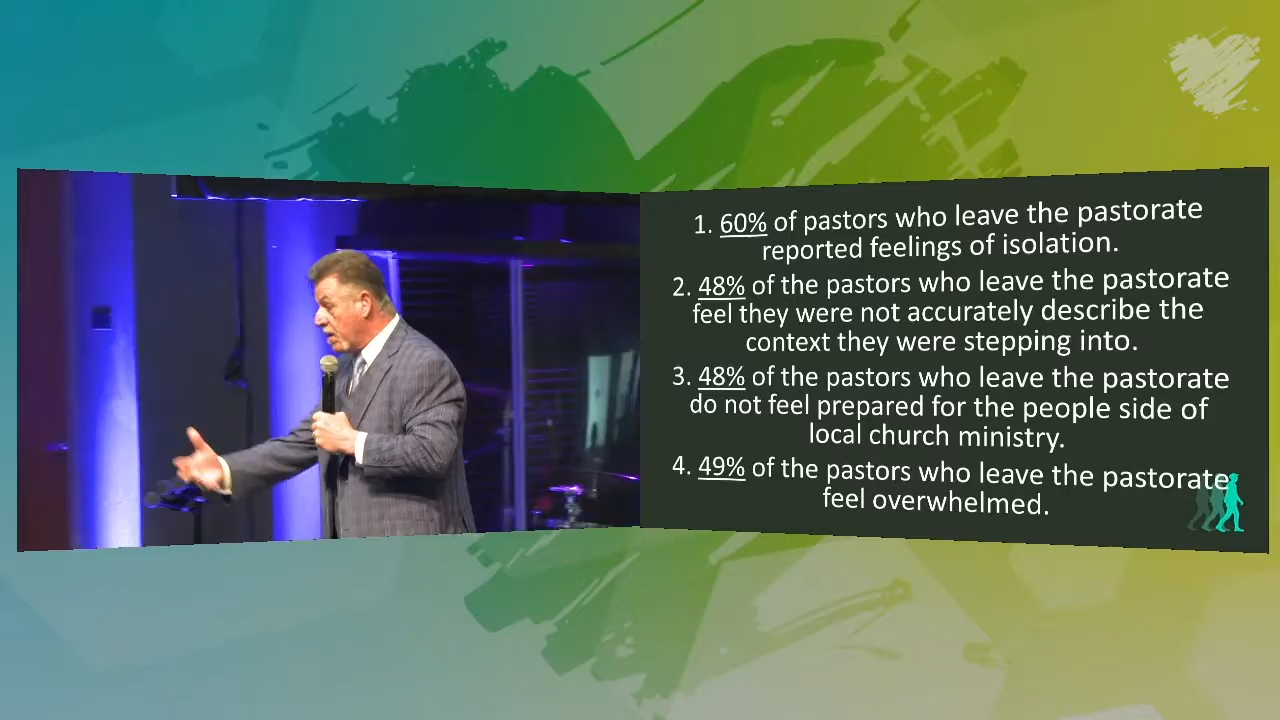 1. 60% of pastors who leave the pastorate
reported feelings of isolation.
2. 48% of the pastors who leave the pastorate
feel they were not accurately describe the
context they were stepping into.
3. 48% of the pastors who leave the pastorate
do not feel prepared for the people side of
local church ministry.
4. 49% of the pastors who leave the pastorate
feel overwhelmed.